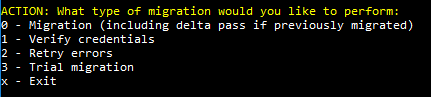 ACTION: What type of migration would you like to perform:
0 - Migration (including delta pass if previously migrated)
1 - Verify credentials
2 - Retry errors
3 - Trial migration
x - Exit